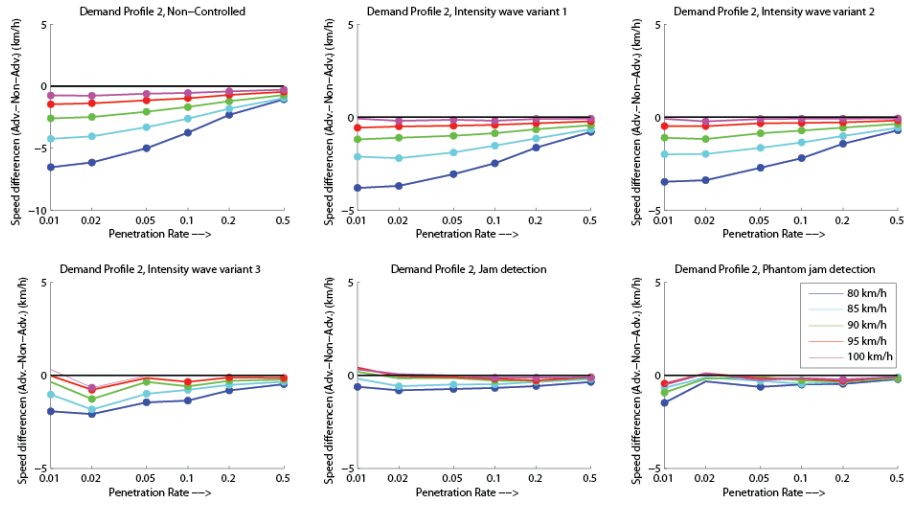 Demand Profile 2, Non−Controlled
Speed differencen (Adv.−Non−Adv.) (km/h)
5
0
−5
−10
0.01 0.02 0.05 0.1 0.2 0.5
Penetration Rate −−>
Demand Profile 2, Intensity wave variant 1
Speed differencen (Adv.−Non−Adv.) (km/h)
5
0
−5
0.01 0.02 0.05 0.1 0.2 0.5
Penetration Rate −−>
Demand Profile 2, Intensity wave variant 2
Speed differencen (Adv.−Non−Adv.) (km/h)
5
0
−5
0.01 0.02 0.05 0.1 0.2 0.5
Penetration Rate −−>
Demand Profile 2, Intensity wave variant 3
Speed differencen (Adv.−Non−Adv.) (km/h)
5
0
−5
0.01 0.02 0.05 0.1 0.2 0.5
Penetration Rate −−>
Demand Profile 2, Jam detection
Speed differencen (Adv.−Non−Adv.) (km/h)
5
0
−5
0.01 0.02 0.05 0.1 0.2 0.5
Penetration Rate −−>
Demand Profile 2, Phantom jam detection
Speed differencen (Adv.−Non−Adv.) (km/h)
5
0
−5
0.01 0.02 0.05 0.1 0.2 0.5
Penetration Rate −−>
80 km/h
85 km/h
90 km/h
95 km/h
100 km/h